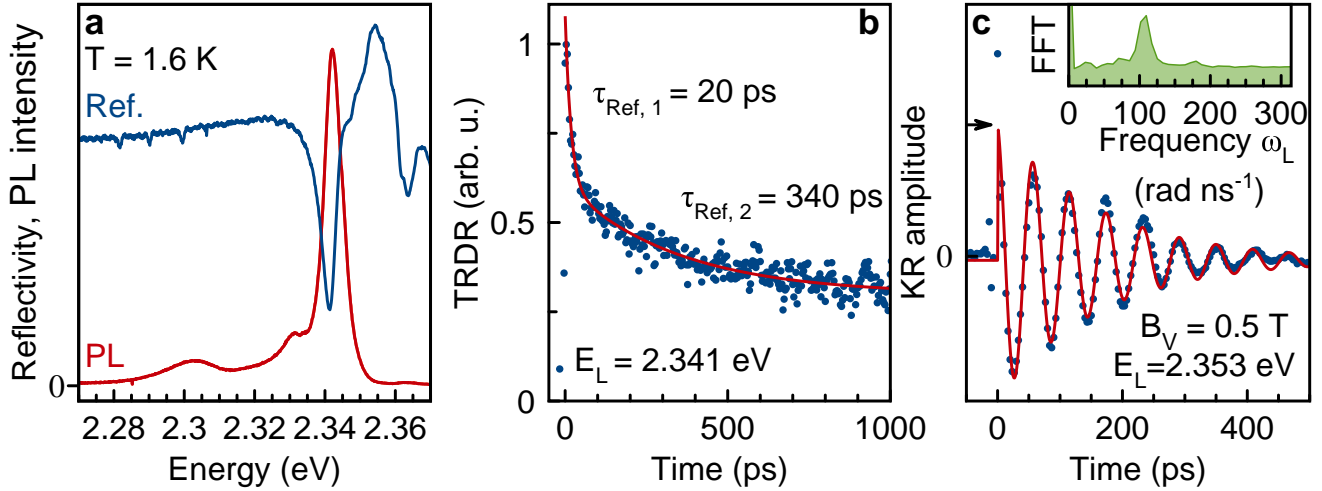 a
T = 1.6 K
Ref.
PL
Reflectivity, PL intensity
0
2.28 2.3 2.32 2.34 2.36
Energy (eV)
b
τRef, 1 = 20 ps
τRef, 2 = 340 ps
EL = 2.341 eV
TRDR (arb. u.)
1
0.5
0
0 500 1000
Time (ps)
c
FFT
0 100 200 300
Frequency ωL
(rad ns-1)
KR amplitude
0
BV = 0.5 T
EL=2.353 eV
0 200 400
Time (ps)